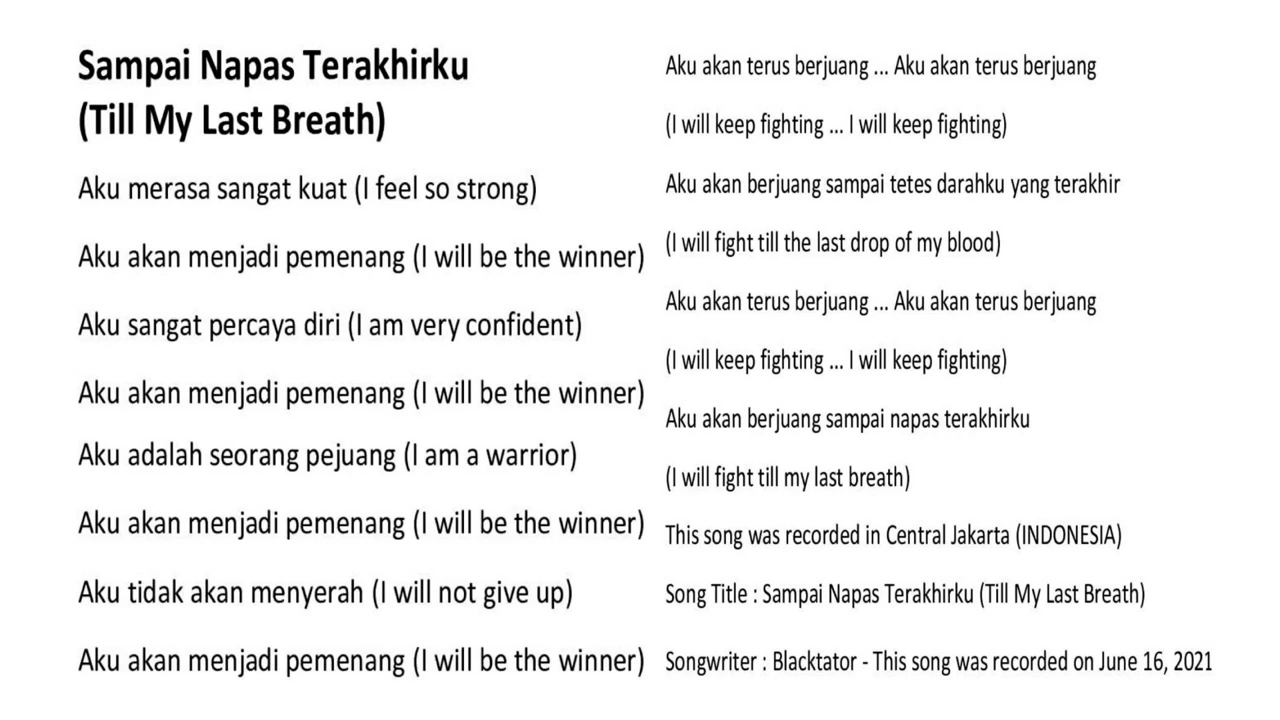 Sampai Napas Terakhirku
(Till My Last Breath)
Aku merasa sangat kuat (I feel so strong)
Aku akan menjadi pemenang (I will be the winner)
Aku sangat percaya diri (I am very confident)
Aku akan menjadi pemenang (I will be the winner)
Aku adalah seorang pejuang (I am a warrior)
Aku akan menjadi pemenang (I will be the winner)
Aku tidak akan menyerah (I will not give up)
Aku akan menjadi pemenang (I will be the winner)
Aku akan terus berjuang ... Aku akan terus berjuang
(I will keep fighting ... I will keep fighting)
Aku akan berjuang sampai tetes darahku yang terakhir
(I will fight till the last drop of my blood)
Aku akan terus berjuang ... Aku akan terus berjuang
(I will keep fighting ... I will keep fighting)
Aku akan berjuang sampai napas terakhirku
(I will fight till my last breath)
This song was recorded in Central Jakarta (INDONESIA)
Song Title : Sampai Napas Terakhirku (Till My Last Breath)
Songwriter : Blacktator - This song was recorded on June 16, 2021